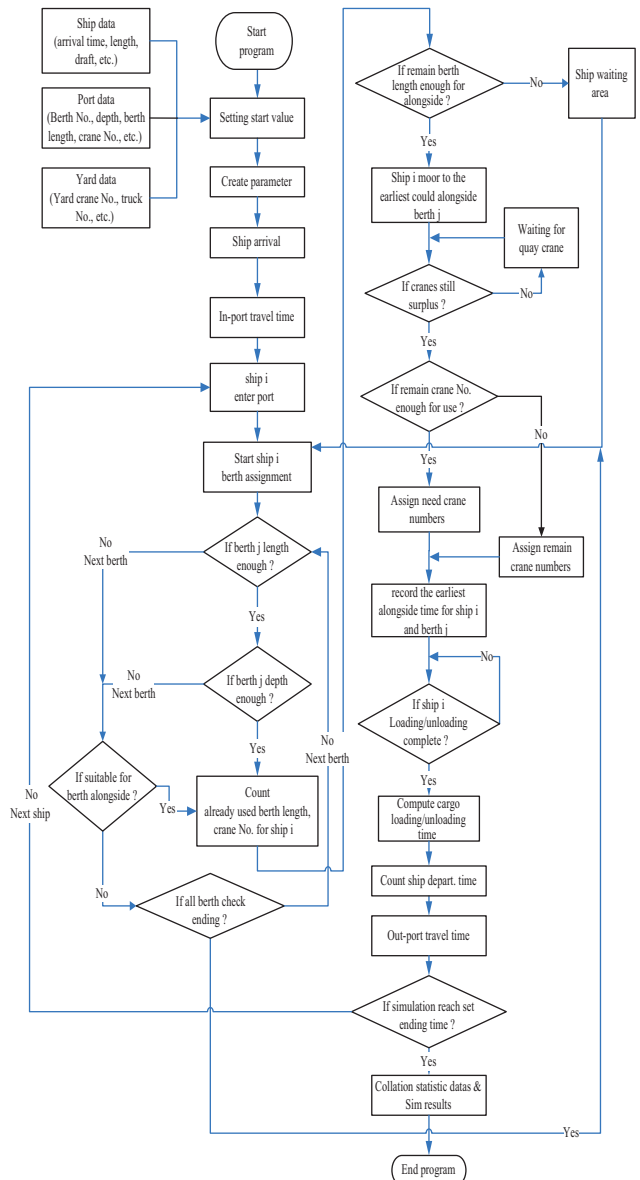 Ship data
(arrival time, length,
draft, etc.)
Port data
(Berth No., depth, berth
length, crane No., etc.)
Yard data
(Yard crane No., truck
No., etc.)
Start
program
Setting start value
Create parameter
Ship arrival
In-port travel time
ship i
enter port
Start ship i
berth assignment
If berth j length
enough ?
No
Next berth
Yes
If berth j depth
enough ?
No
Next berth
Yes
If suitable for
berth alongside ?
Yes
Count
already used berth length,
crane No. for ship i
No
Next berth
No
Next ship
No
If all berth check
ending ?
If remain berth
length enough for
alongside ?
No
Ship waiting
area
Yes
Ship i moor to the
earliest could alongside
berth j
Waiting for
quay crane
If cranes still
surplus ?
No
Yes
If remain crane No.
enough for use ?
No
Yes
Assign need crane
numbers
Assign remain
crane numbers
record the earliest
alongside time for ship i
and berth j
No
If ship i
Loading/unloading
complete ?
Yes
Compute cargo
loading/unloading
time
Count ship depart. time
Out-port travel time
If simulation reach set
ending time ?
Yes
Collation statistic datas &
Sim results
Yes
End program